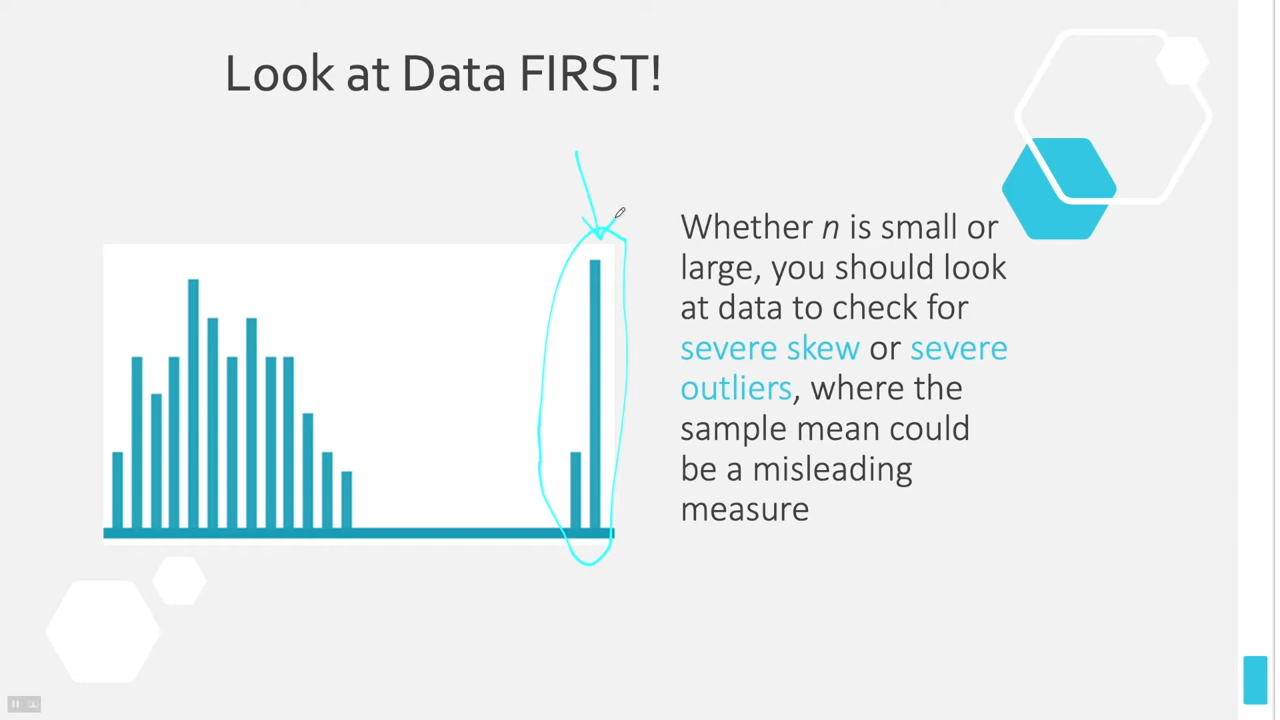 Look at Data FIRST!
Whether n is small or
large, you should look
at data to check for
severe skew or severe
outliers, where the
sample mean could
be a misleading
measure